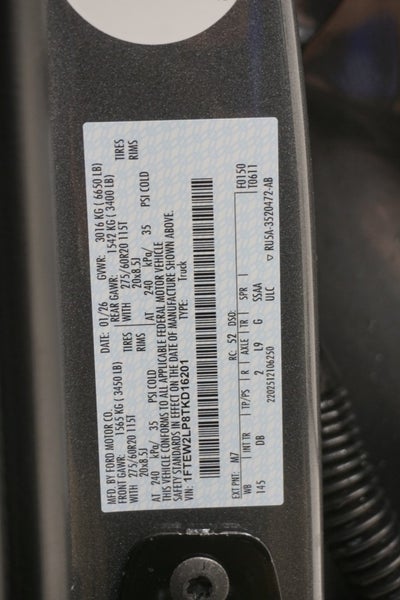 MFD. BY FORD MOTOR CO.
DATE: 01/26 GVWR: 3016 KG ( 6650 LB)
FRONT GAWR: 1565 KG ( 3450 LB) REAR GAWR: 1542 KG ( 3400 LB)
WITH 275/60R20 115T TIRES WITH 275/60R20 115T TIRES
20x8.5J RIMS 20x8.5J RIMS
AT 240 kPa/ 35 PSI COLD AT 240 kPa/ 35 PSI COLD
THIS VEHICLE CONFORMS TO ALL APPLICABLE FEDERAL MOTOR VEHICLE
SAFETY STANDARDS IN EFFECT ON THE DATE OF MANUFACTURE SHOWN ABOVE.
VIN: 1FTEW2LP8TKD16201 TYPE: Truck
F0150
T0611
EXT PNT: M7 RC: 52 DSO:
WB INT TR TP/PS R AXLE TR SPR
145 DB 2 L9 G SSAA
2202512106250 ULC ▽ RU5A-3520472-AB